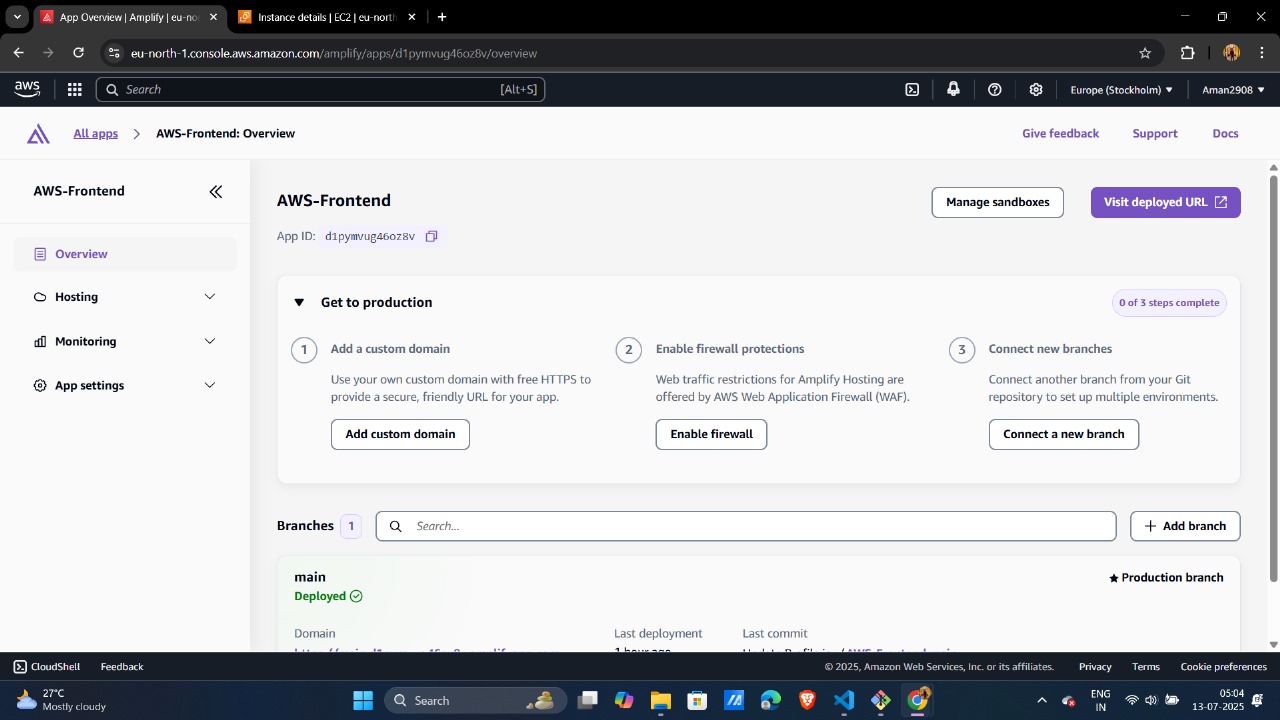 App Overview | Amplify | eu-no
Instance details | EC2 | eu-north
eu-north-1.console.aws.amazon.com/amplify/apps/d1pymvug46oz8v/overview
aws
Search
[Alt+S]
Europe (Stockholm)
Aman2908
All apps
AWS-Frontend: Overview
Give feedback
Support
Docs
AWS-Frontend
Overview
Hosting
Monitoring
App settings
AWS-Frontend
Manage sandboxes
Visit deployed URL
App ID: d1pymvug46oz8v
Get to production
0 of 3 steps complete
1
Add a custom domain
Use your own custom domain with free HTTPS to
provide a secure, friendly URL for your app.
Add custom domain
2
Enable firewall protections
Web traffic restrictions for Amplify Hosting are
offered by AWS Web Application Firewall (WAF).
Enable firewall
3
Connect new branches
Connect another branch from your Git
repository to set up multiple environments.
Connect a new branch
Branches 1
Search...
Add branch
main
Deployed
Production branch
Domain
Last deployment
1 hour ago
Last commit
CloudShell
Feedback
© 2025, Amazon Web Services, Inc. or its affiliates.
Privacy
Terms
Cookie preferences
27°C
Mostly cloudy
Search
ENG
IN
05:04
13-07-2025